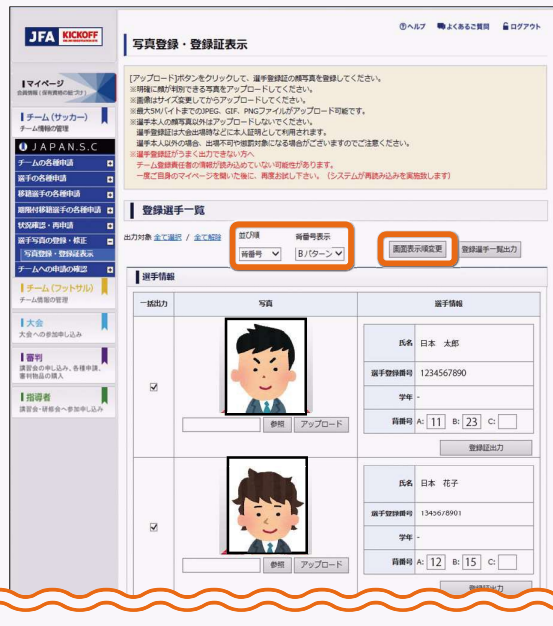 JFA KICKOFF
?ヘルプ よくあるご質問 ログアウト
写真登録・登録証表示
マイページ
会員情報(保有資格の紐づけ)
チーム(サッカー)
チーム情報の管理
JAPAN.S.C
チームの各種申請
選手の各種申請
移籍選手の各種申請
期限付移籍選手の各種申請
状況確認・再申請
選手写真の登録・修正
写真登録・登録証表示
チームへの申請の確認
チーム(フットサル)
チーム情報の管理
大会
大会への参加申し込み
審判
講習会の申し込み、各種申請、
審判物品の購入
指導者
講習会・研修会へ参加申し込み
[アップロード]ボタンをクリックして、選手登録証の顔写真を登録してください。
※明確に顔が判別できる写真をアップロードしてください。
※画像はサイズ変更してからアップロードしてください。
※最大5MバイトまでのJPEG、GIF、PNGファイルがアップロード可能です。
※選手本人の顔写真以外はアップロードしないでください。
選手登録証は大会出場時などに本人証明として利用されます。
選手本人以外の場合、出場不可や懲罰対象になる場合がございますのでご注意ください。
※選手登録証がうまく出力できない方へ
チーム登録責任者の情報が読み込めていない可能性があります。
一度ご自身のマイページを開いた後に、再度お試し下さい。(システムが再読み込みを実施致します)
登録選手一覧
出力対象 全て選択 / 全て解除
並び順 背番号表示
背番号 Bパターン
画面表示順変更 登録選手一覧出力
選手情報
一括出力 写真 選手情報
氏名 日本 太郎
選手登録番号 1234567890
学年 -
背番号 A: 11 B: 23 C:
参照 アップロード
登録証出力
氏名 日本 花子
選手登録番号 1345678901
学年 -
背番号 A: 12 B: 15 C:
参照 アップロード
登録証出力